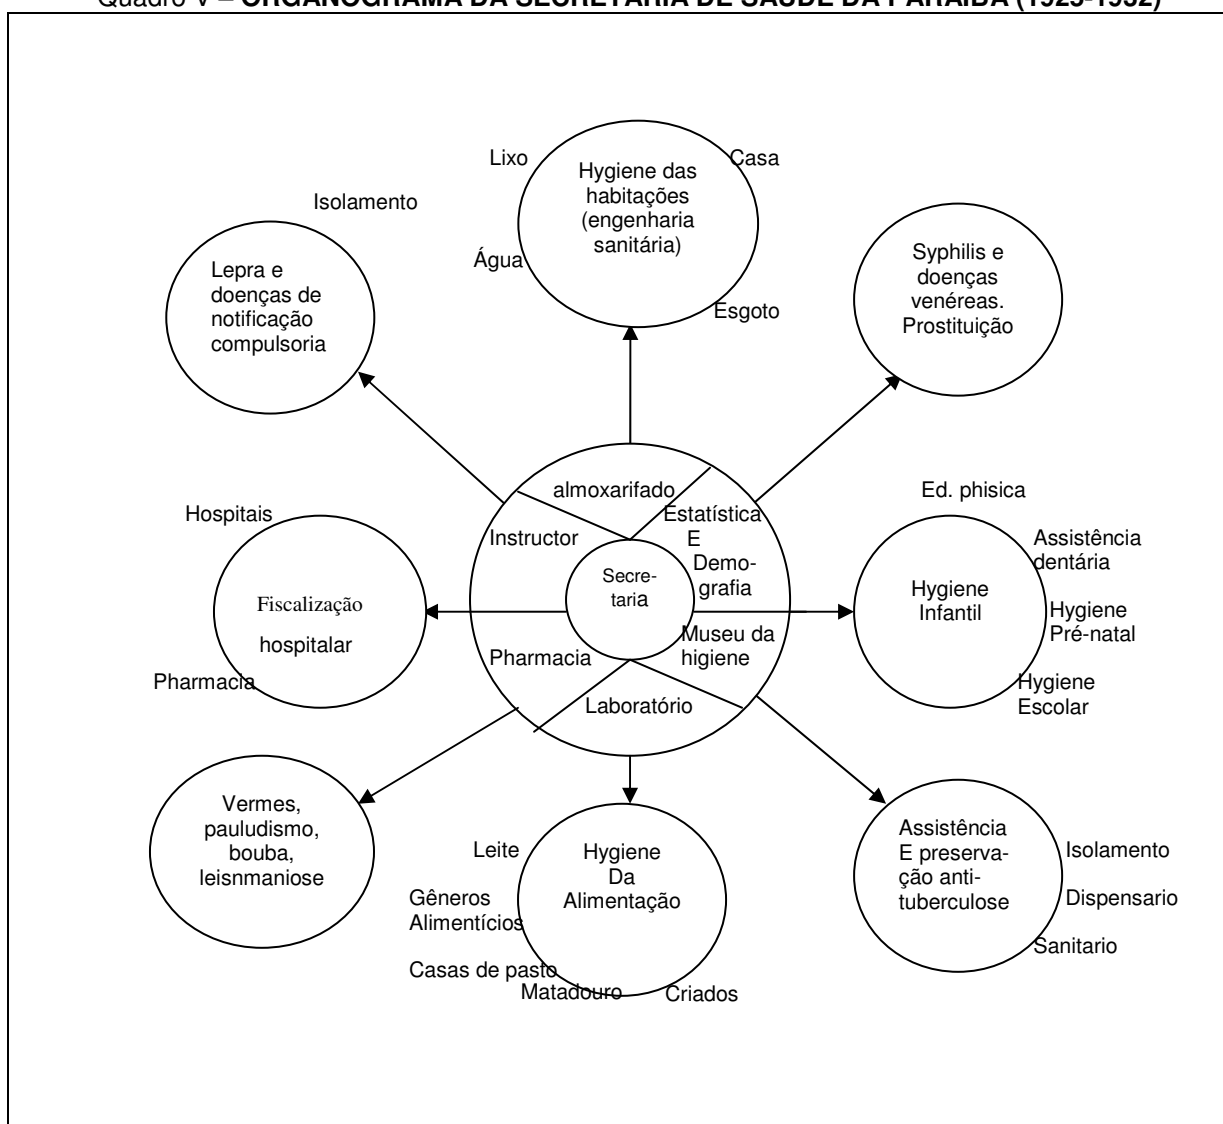 Quadro V – ORGANOGRAMA DA SECRETARIA DE SAÚDE DA PARAÍBA (1923-1932)
Lixo
Casa
Hygiene das
habitações
(engenharia
sanitária)
Água
Esgoto
Isolamento
Lepra e
doenças de
notificação
compulsoria
Syphilis e
doenças
venéreas.
Prostituição
almoxarifado
Instructor
Estatística
E
Demo-
grafia
Secre-
taria
Museu da
higiene
Pharmacia
Laboratório
Hospitais
Fiscalização
hospitalar
Pharmacia
Ed. phisica
Assistência
dentária
Hygiene
Infantil
Hygiene
Pré-natal
Hygiene
Escolar
Vermes,
pauludismo,
bouba,
leisnmaniose
Leite
Hygiene
Da
Alimentação
Gêneros
Alimentícios
Casas de pasto
Matadouro
Criados
Assistência
E preserva-
ção anti-
tuberculose
Isolamento
Dispensario
Sanitario